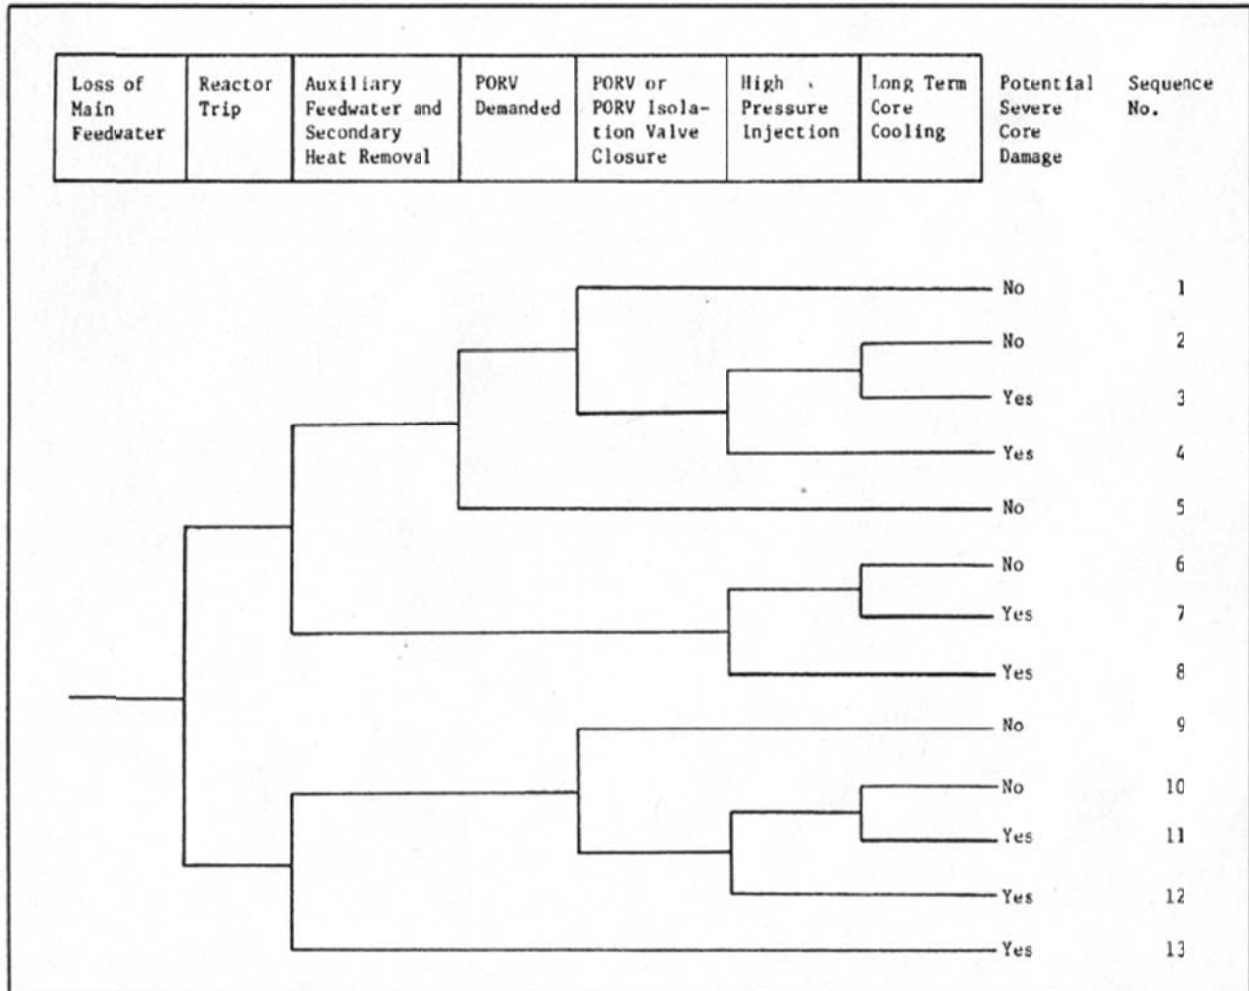 Loss of
Main
Feedwater
Reactor
Trip
Auxiliary
Feedwater and
Secondary
Heat Removal
PORV
Demanded
PORV or
PORV Isola-
tion Valve
Closure
High
Pressure
Injection
Long Term
Core
Cooling
Potential
Severe
Core
Damage
Sequence
No.
No 1
No 2
Yes 3
Yes 4
No 5
No 6
Yes 7
Yes 8
No 9
No 10
Yes 11
Yes 12
Yes 13